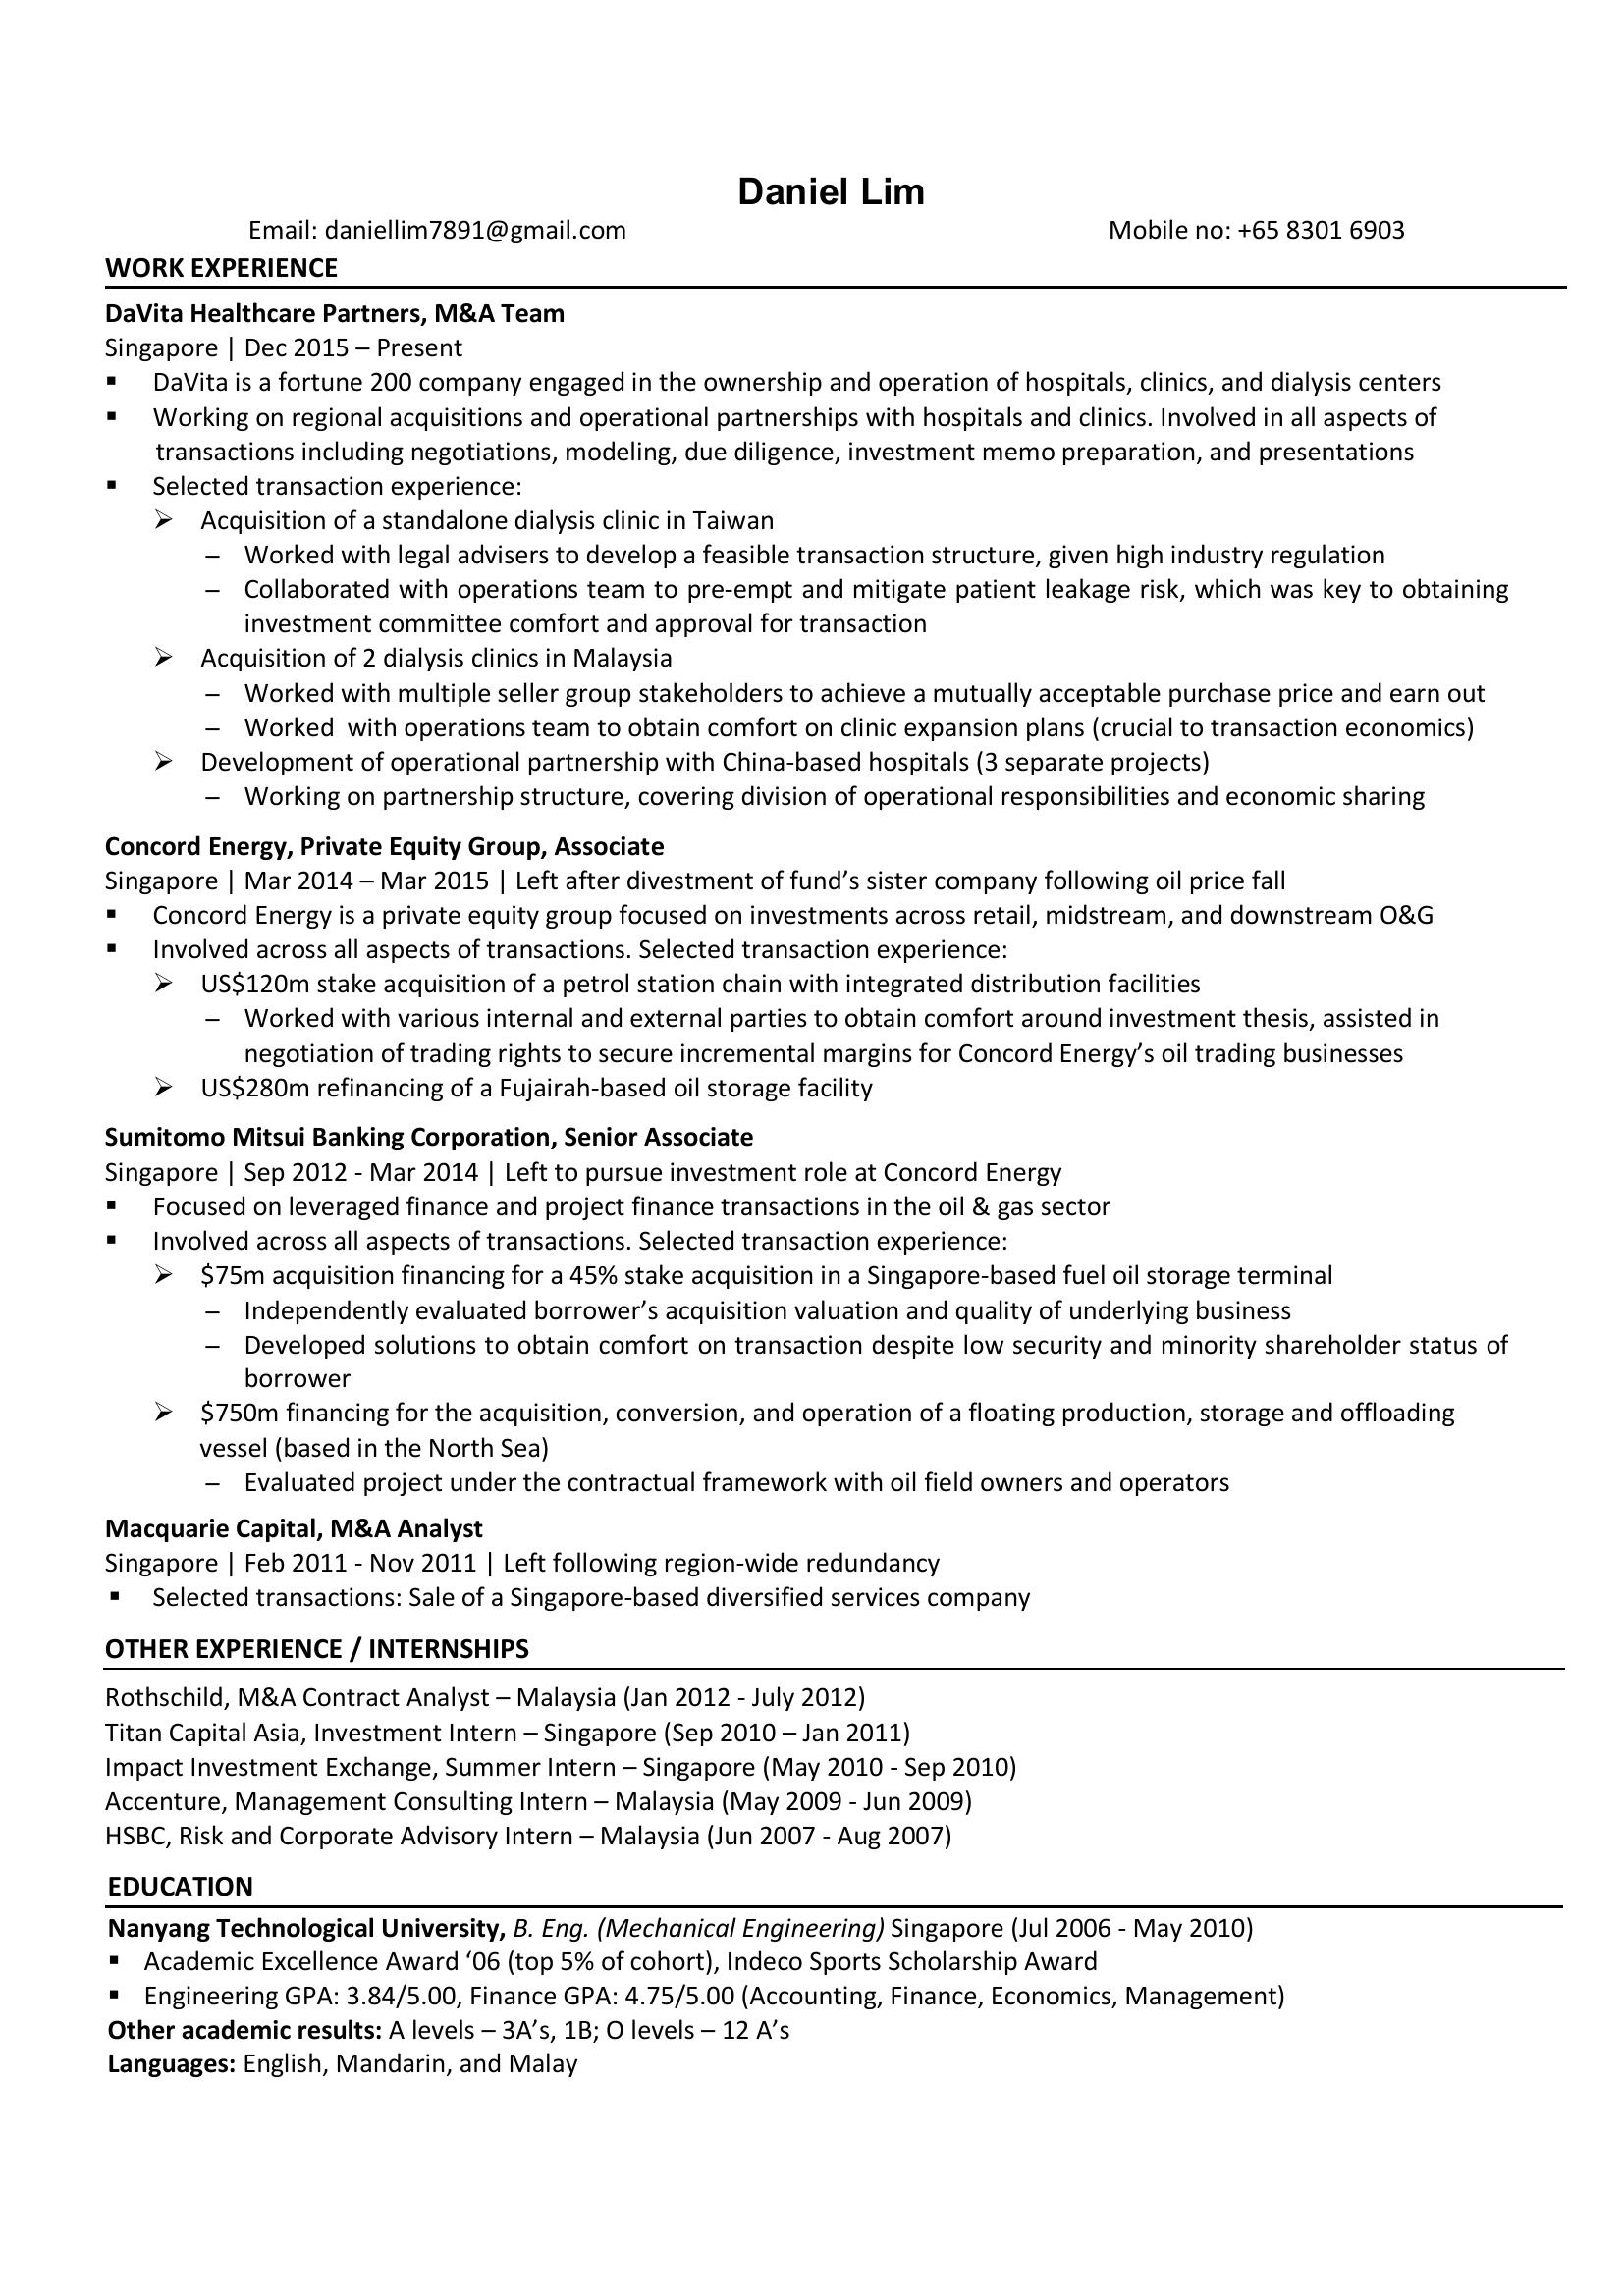 Daniel Lim
Email: daniellim7891@gmail.com Mobile no: +65 8301 6903
WORK EXPERIENCE
DaVita Healthcare Partners, M&A Team
Singapore | Dec 2015 – Present
▪ DaVita is a fortune 200 company engaged in the ownership and operation of hospitals, clinics, and dialysis centers
▪ Working on regional acquisitions and operational partnerships with hospitals and clinics. Involved in all aspects of
transactions including negotiations, modeling, due diligence, investment memo preparation, and presentations
▪ Selected transaction experience:
➢ Acquisition of a standalone dialysis clinic in Taiwan
– Worked with legal advisers to develop a feasible transaction structure, given high industry regulation
– Collaborated with operations team to pre-empt and mitigate patient leakage risk, which was key to obtaining
investment committee comfort and approval for transaction
➢ Acquisition of 2 dialysis clinics in Malaysia
– Worked with multiple seller group stakeholders to achieve a mutually acceptable purchase price and earn out
– Worked  with operations team to obtain comfort on clinic expansion plans (crucial to transaction economics)
➢ Development of operational partnership with China-based hospitals (3 separate projects)
– Working on partnership structure, covering division of operational responsibilities and economic sharing
Concord Energy, Private Equity Group, Associate
Singapore | Mar 2014 – Mar 2015 | Left after divestment of fund’s sister company following oil price fall
▪ Concord Energy is a private equity group focused on investments across retail, midstream, and downstream O&G
▪ Involved across all aspects of transactions. Selected transaction experience:
➢ US$120m stake acquisition of a petrol station chain with integrated distribution facilities
– Worked with various internal and external parties to obtain comfort around investment thesis, assisted in
negotiation of trading rights to secure incremental margins for Concord Energy’s oil trading businesses
➢ US$280m refinancing of a Fujairah-based oil storage facility
Sumitomo Mitsui Banking Corporation, Senior Associate
Singapore | Sep 2012 - Mar 2014 | Left to pursue investment role at Concord Energy
▪ Focused on leveraged finance and project finance transactions in the oil & gas sector
▪ Involved across all aspects of transactions. Selected transaction experience:
➢ $75m acquisition financing for a 45% stake acquisition in a Singapore-based fuel oil storage terminal
– Independently evaluated borrower’s acquisition valuation and quality of underlying business
– Developed solutions to obtain comfort on transaction despite low security and minority shareholder status of
borrower
➢ $750m financing for the acquisition, conversion, and operation of a floating production, storage and offloading
vessel (based in the North Sea)
– Evaluated project under the contractual framework with oil field owners and operators
Macquarie Capital, M&A Analyst
Singapore | Feb 2011 - Nov 2011 | Left following region-wide redundancy
▪ Selected transactions: Sale of a Singapore-based diversified services company
OTHER EXPERIENCE / INTERNSHIPS
Rothschild, M&A Contract Analyst – Malaysia (Jan 2012 - July 2012)
Titan Capital Asia, Investment Intern – Singapore (Sep 2010 – Jan 2011)
Impact Investment Exchange, Summer Intern – Singapore (May 2010 - Sep 2010)
Accenture, Management Consulting Intern – Malaysia (May 2009 - Jun 2009)
HSBC, Risk and Corporate Advisory Intern – Malaysia (Jun 2007 - Aug 2007)
EDUCATION
Nanyang Technological University, B. Eng. (Mechanical Engineering) Singapore (Jul 2006 - May 2010)
▪ Academic Excellence Award ‘06 (top 5% of cohort), Indeco Sports Scholarship Award
▪ Engineering GPA: 3.84/5.00, Finance GPA: 4.75/5.00 (Accounting, Finance, Economics, Management)
Other academic results: A levels – 3A’s, 1B; O levels – 12 A’s
Languages: English, Mandarin, and Malay